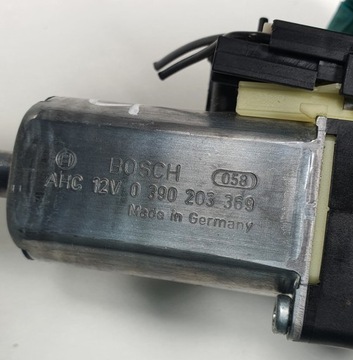 BOSCH 058
AHC 12V 0 390 203 369
Made in Germany